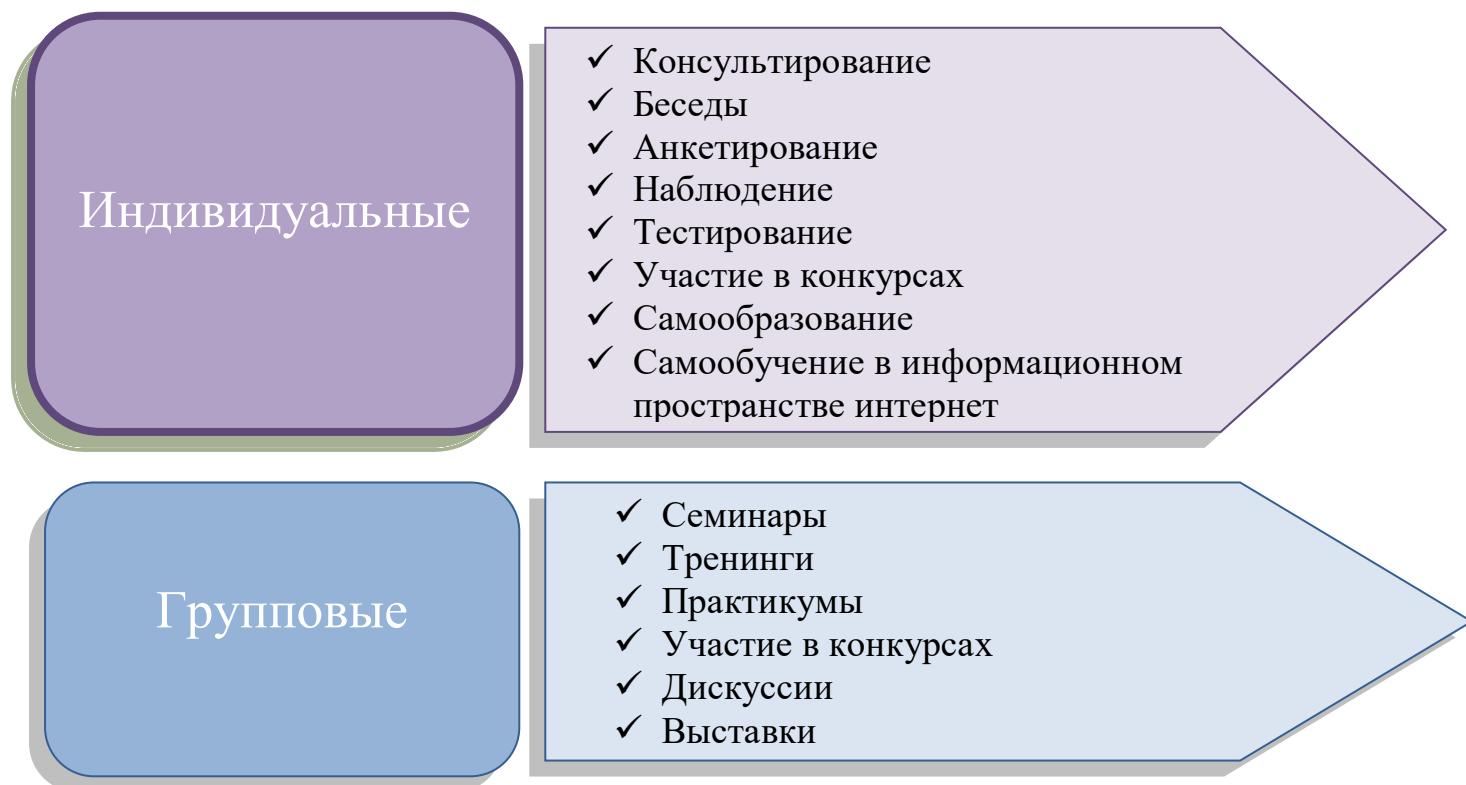 Индивидуальные
✓ Консультирование
✓ Беседы
✓ Анкетирование
✓ Наблюдение
✓ Тестирование
✓ Участие в конкурсах
✓ Самообразование
✓ Самообучение в информационном
пространстве интернет
Групповые
✓ Семинары
✓ Тренинги
✓ Практикумы
✓ Участие в конкурсах
✓ Дискуссии
✓ Выставки